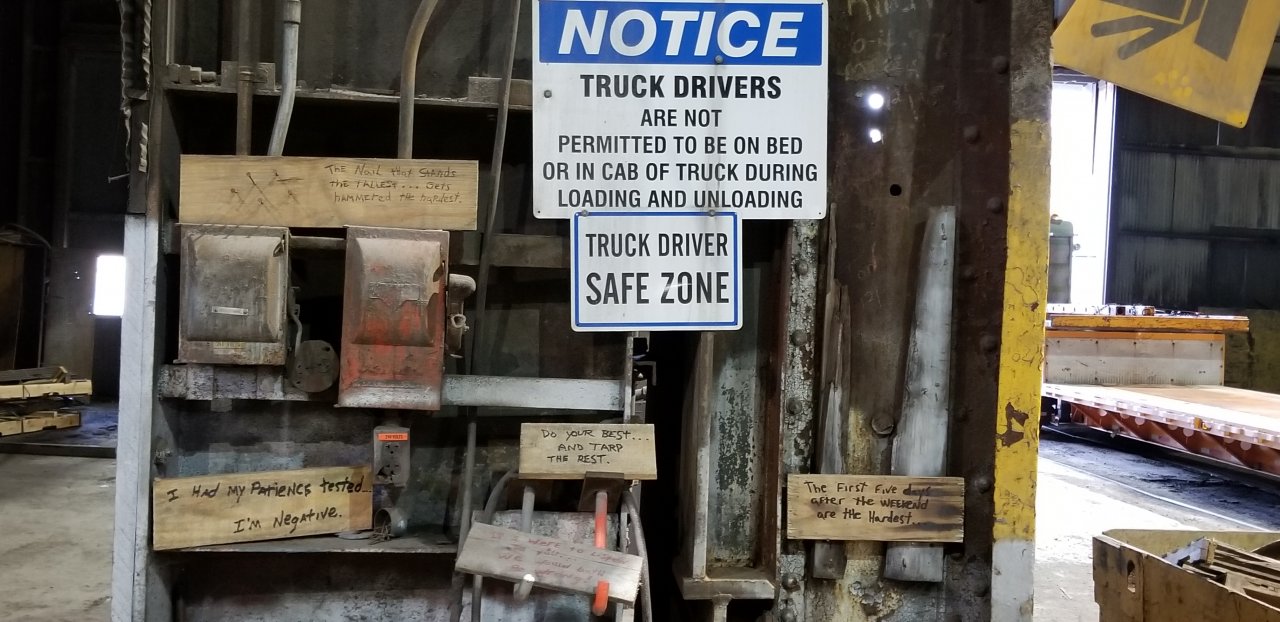 NOTICE
TRUCK DRIVERS
ARE NOT
PERMITTED TO BE ON BED
OR IN CAB OF TRUCK DURING
LOADING AND UNLOADING
TRUCK DRIVER
SAFE ZONE
The Nail that STANDS
THE TALLEST... Gets
HAMMERED the hardest.
DO YOUR BEST...
AND TARP
THE REST.
I HAD MY PATIENCE Tested...
I'M Negative.
The First Five days
after the WEEKEND
are the Hardest..